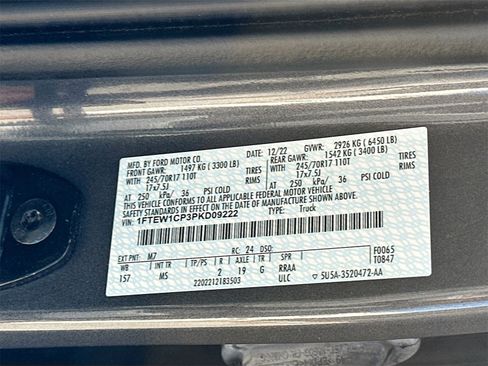 MFD. BY FORD MOTOR CO. 12/22 GVWR: 2926 KG (6450 LB)
FRONT GAWR: 1497 KG (3300 LB) REAR GAWR: 1542 KG (3400 LB)
WITH 245/70R17 110T TIRES WITH 245/70R17 110T TIRES
17x7.5J RIMS 17x7.5J RIMS
AT 250 kPa/ 36 PSI COLD AT 250 kPa/ 36 PSI COLD
THIS VEHICLE CONFORMS TO ALL APPLICABLE FEDERAL MOTOR VEHICLE
SAFETY STANDARDS IN EFFECT ON THE DATE OF MANUFACTURE SHOWN ABOVE.
VIN: 1FTEW1CP3PKD09222 TYPE: Truck
F0065
T0847
EXT PNT: M7 RC: 24 DSO:
WB INT TR TP/PS R AXLE TR SPR
157 MS 2 19 G RRAA
2202212183503 ULC 5U5A-3520472-AA